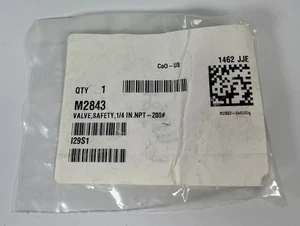 CoO-US
1462 JJE
QTY 1
M2843
VALVE,SAFETY,1/4 IN.NPT-200#
I29S1